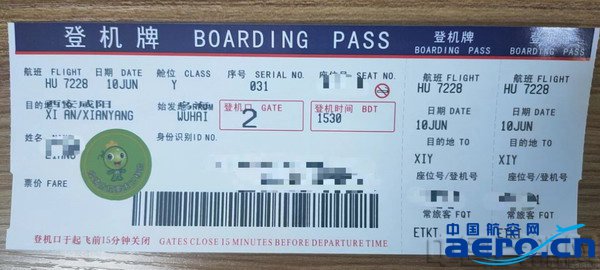 登机牌 BOARDING PASS
登机牌
BOARDING PASS
登机牌
BOARDING PASS
航班 FLIGHT 日期 DATE 舱位 CLASS 序号 SERIAL NO. 座位号 SEAT NO.
HU 7228 10JUN Y 031
目的地
XI AN/XIANYANG
始发
WUHAI
登机口 GATE
2
登机时间 BDT
1530
姓名
身份识别 ID NO.
票价 FARE
登机口于起飞前15分钟关闭 GATES CLOSE 15 MINUTES BEFORE DEPARTURE TIME
航班 FLIGHT
HU 7228
日期 DATE
10JUN
目的地 TO
XIY
座位号/登机号
常旅客 FQT
ETKT
航班 FLIGHT
HU 7228
日期 DATE
10JUN
目的地 TO
XIY
座位号/登机号
常旅客 FQT
ETKT
中国航空网
aero.cn